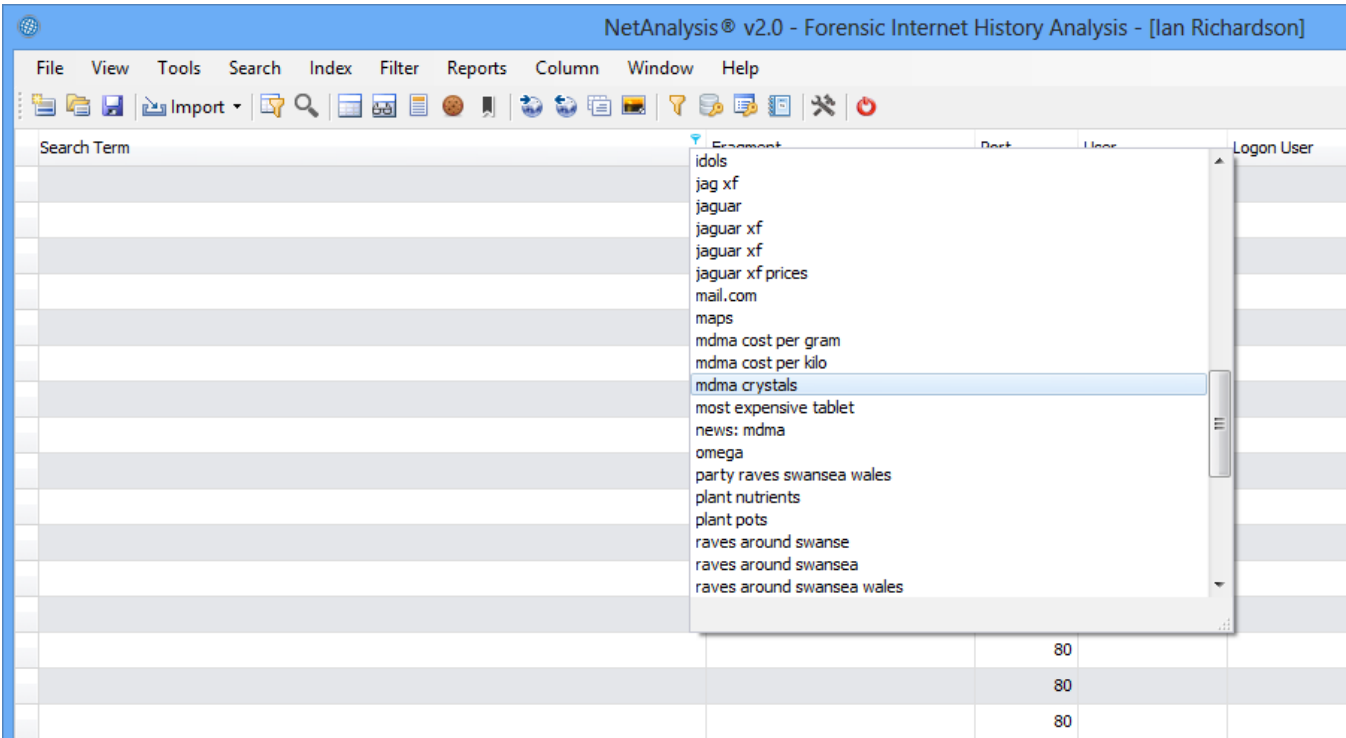 NetAnalysis® v2.0 - Forensic Internet History Analysis - [Ian Richardson]
File View Tools Search Index Filter Reports Column Window Help
Import
Search Term Fragment Port User Logon User
idols
jag xf
jaguar
jaguar xf
jaguar xf
jaguar xf prices
mail.com
maps
mdma cost per gram
mdma cost per kilo
mdma crystals
most expensive tablet
news: mdma
omega
party raves swansea wales
plant nutrients
plant pots
raves around swanse
raves around swansea
raves around swansea wales
80
80
80